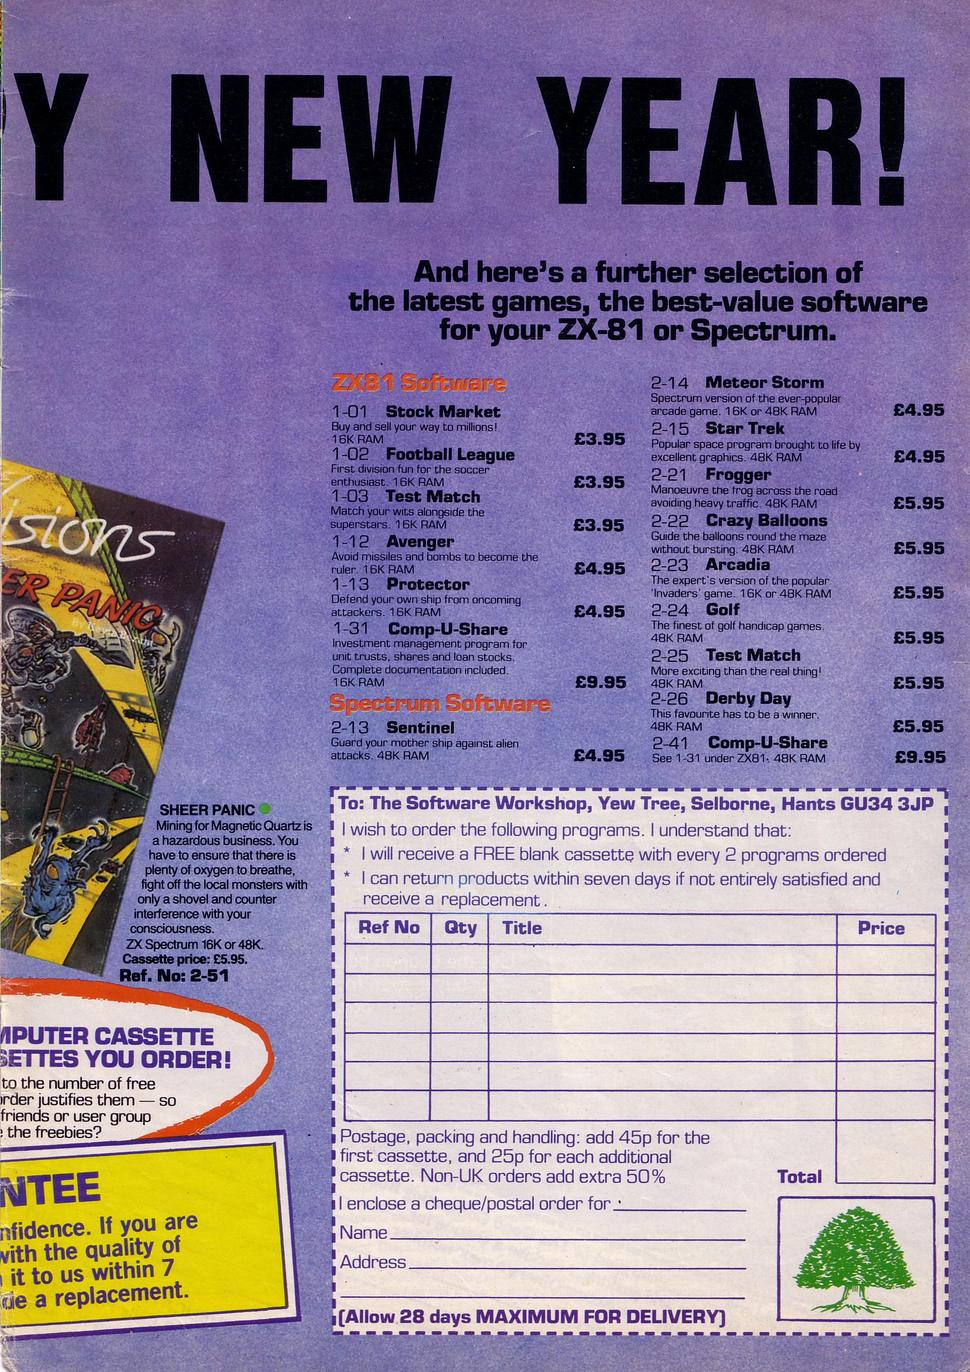 Y NEW YEAR!
And here's a further selection of
the latest games, the best-value software
for your ZX-81 or Spectrum.
ZX81 Software
1-01 Stock Market
Buy and sell your way to millions!
16K RAM £3.95
1-02 Football League
First division fun for the soccer
enthusiast. 16K RAM £3.95
1-03 Test Match
Match your wits alongside the
superstars. 16K RAM £3.95
1-12 Avenger
Avoid missiles and bombs to become the
ruler. 16K RAM £4.95
1-13 Protector
Defend your own ship from oncoming
attackers. 16K RAM £4.95
1-31 Comp-U-Share
Investment management program for
unit trusts, shares and loan stocks.
Complete documentation included.
16K RAM £9.95
Spectrum Software
2-13 Sentinel
Guard your mother ship against alien
attacks. 48K RAM £4.95
2-14 Meteor Storm
Spectrum version of the ever-popular
arcade game. 16K or 48K RAM £4.95
2-15 Star Trek
Popular space program brought to life by
excellent graphics. 48K RAM £4.95
2-21 Frogger
Manoeuvre the frog across the road
avoiding heavy traffic. 48K RAM £5.95
2-22 Crazy Balloons
Guide the balloons round the maze
without bursting. 48K RAM £5.95
2-23 Arcadia
The expert's version of the popular
'Invaders' game. 16K or 48K RAM £5.95
2-24 Golf
The finest of golf handicap games.
48K RAM £5.95
2-25 Test Match
More exciting than the real thing!
48K RAM £5.95
2-26 Derby Day
This favourite has to be a winner.
48K RAM £5.95
2-41 Comp-U-Share
See 1-31 under ZX81. 48K RAM £9.95
isions
ER PANIC
SHEER PANIC
Mining for Magnetic Quartz is
a hazardous business. You
have to ensure that there is
plenty of oxygen to breathe,
fight off the local monsters with
only a shovel and counter
interference with your
consciousness.
ZX Spectrum 16K or 48K.
Cassette price: £5.95.
Ref. No: 2-51
MPUTER CASSETTE
SETTES YOU ORDER!
to the number of free
order justifies them — so
friends or user group
the freebies?
NTEE
nfidence. If you are
with the quality of
it to us within 7
de a replacement.
To: The Software Workshop, Yew Tree, Selborne, Hants GU34 3JP
I wish to order the following programs. I understand that:
* I will receive a FREE blank cassette with every 2 programs ordered
* I can return products within seven days if not entirely satisfied and
receive a replacement.
Ref No Qty Title Price
Postage, packing and handling: add 45p for the
first cassette, and 25p for each additional
cassette. Non-UK orders add extra 50%
Total
I enclose a cheque/postal order for
Name
Address
(Allow 28 days MAXIMUM FOR DELIVERY)